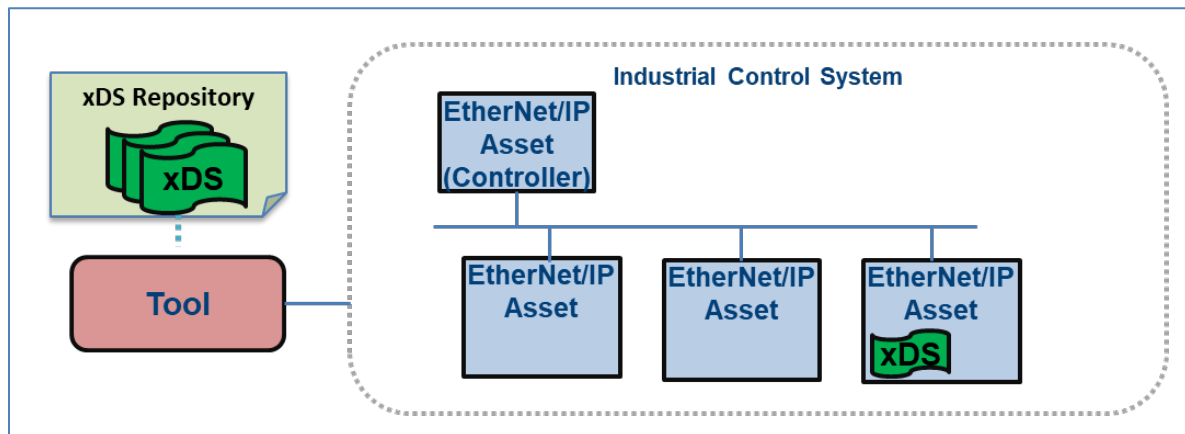 xDS Repository
xDS
Tool
Industrial Control System
EtherNet/IP
Asset
(Controller)
EtherNet/IP
Asset
EtherNet/IP
Asset
EtherNet/IP
Asset
xDS